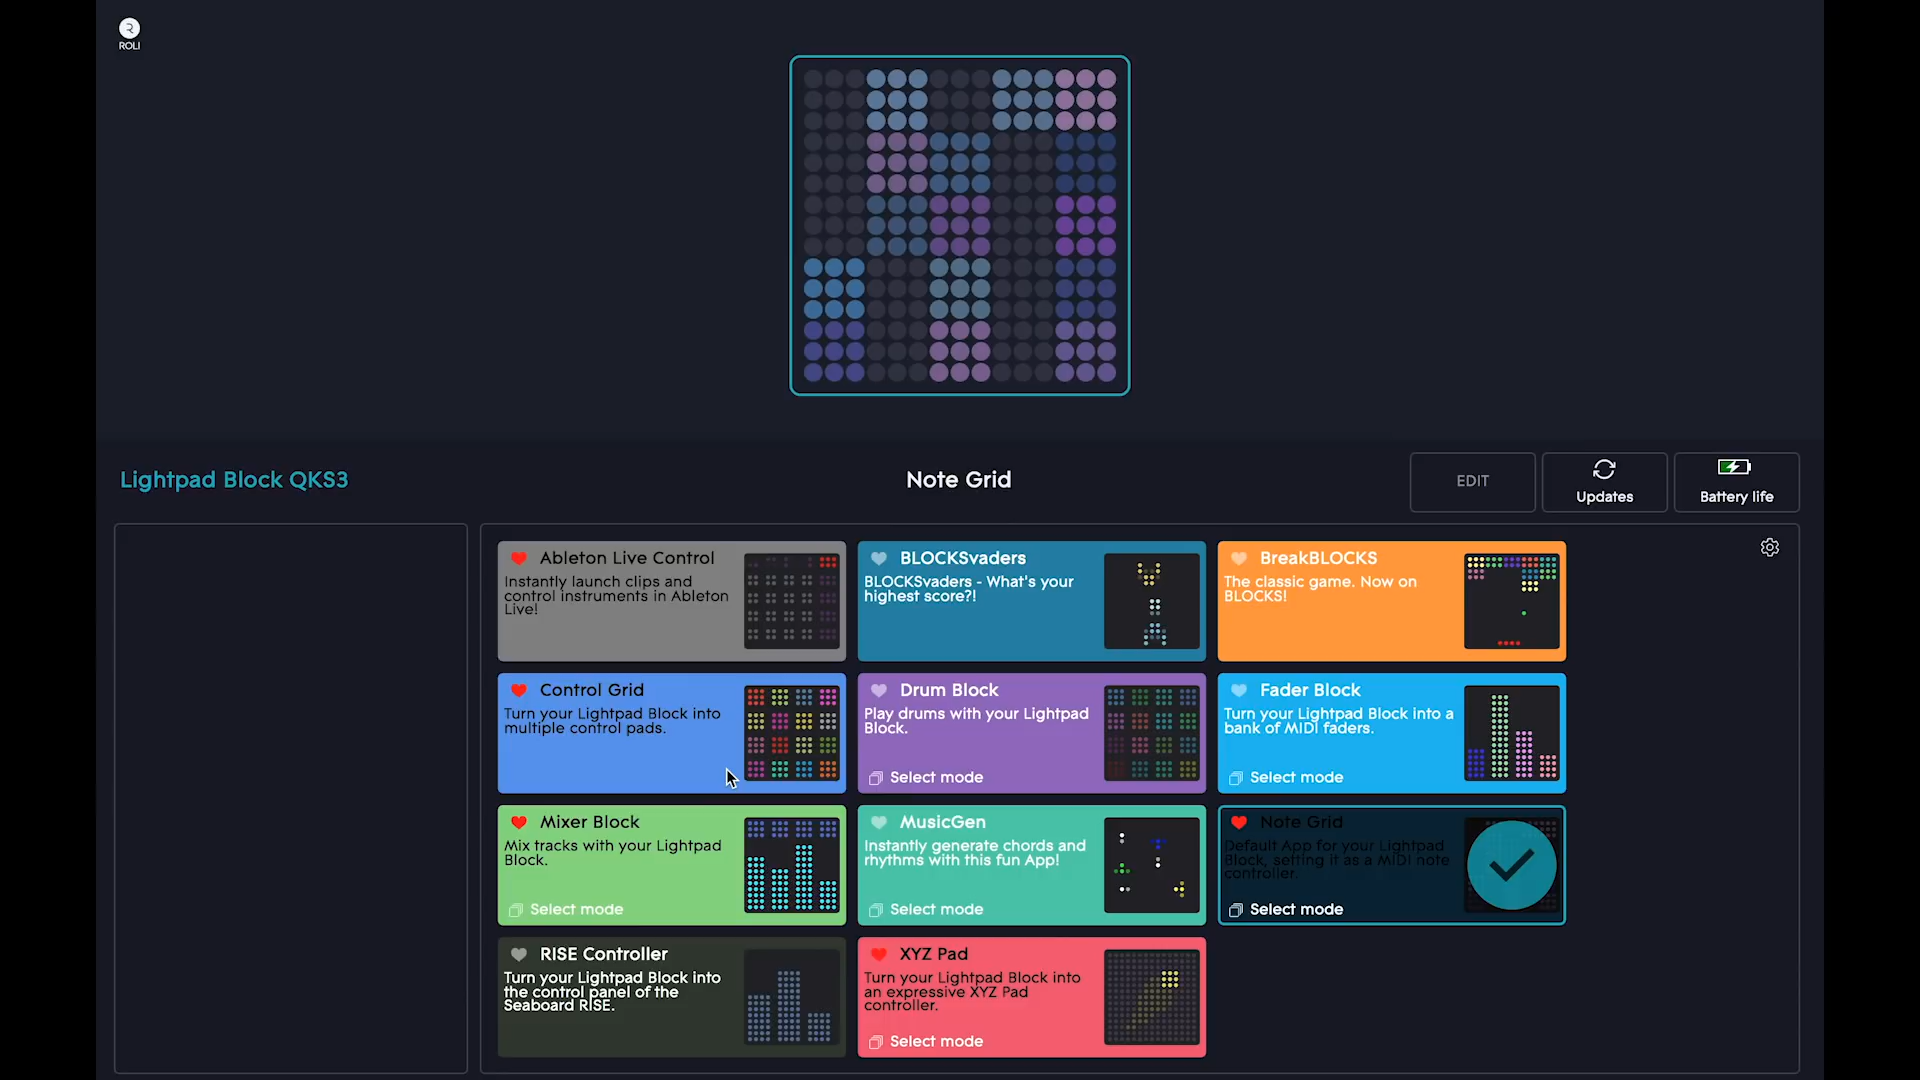 ROLI
Lightpad Block QKS3
Note Grid
EDIT
Updates
Battery life
Ableton Live Control
Instantly launch clips and
control instruments in Ableton
Live!
BLOCKSvaders
BLOCKSvaders - What's your
highest score?!
BreakBLOCKS
The classic game. Now on
BLOCKS!
Control Grid
Turn your Lightpad Block into
multiple control pads.
Drum Block
Play drums with your Lightpad
Block.
Select mode
Fader Block
Turn your Lightpad Block into a
bank of MIDI faders.
Select mode
Mixer Block
Mix tracks with your Lightpad
Block.
Select mode
MusicGen
Instantly generate chords and
rhythms with this fun App!
Select mode
Note Grid
Default App for your Lightpad
Block, setting it as a MIDI note
controller.
Select mode
RISE Controller
Turn your Lightpad Block into
the control panel of the
Seaboard RISE.
XYZ Pad
Turn your Lightpad Block into
an expressive XYZ Pad
controller.
Select mode